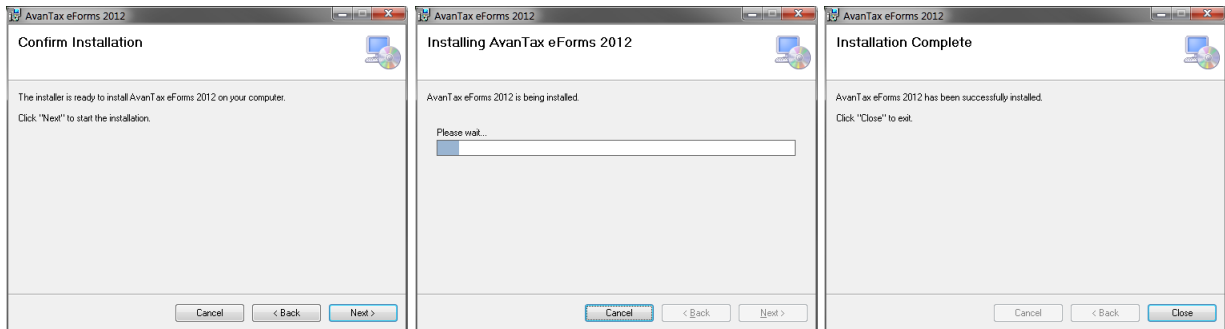 AvanTax eForms 2012
Confirm Installation
The installer is ready to install AvanTax eForms 2012 on your computer.
Click "Next" to start the installation.
Cancel
< Back
Next >
AvanTax eForms 2012
Installing AvanTax eForms 2012
AvanTax eForms 2012 is being installed.
Please wait...
Cancel
< Back
Next >
AvanTax eForms 2012
Installation Complete
AvanTax eForms 2012 has been successfully installed.
Click "Close" to exit.
Cancel
< Back
Close